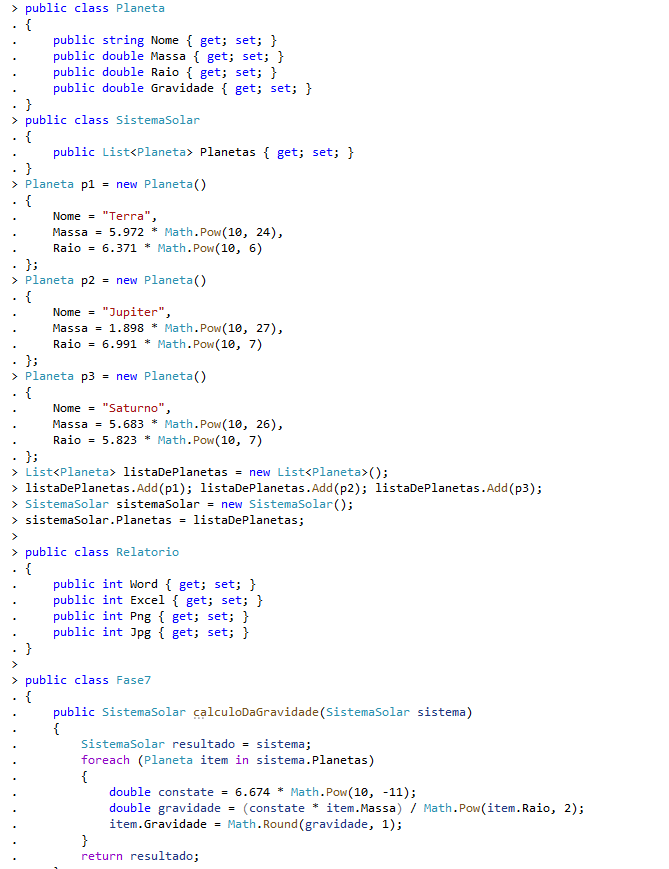 > public class Planeta
. {
.     public string Nome { get; set; }
.     public double Massa { get; set; }
.     public double Raio { get; set; }
.     public double Gravidade { get; set; }
. }
> public class SistemaSolar
. {
.     public List<Planeta> Planetas { get; set; }
. }
> Planeta p1 = new Planeta()
. {
.     Nome = "Terra",
.     Massa = 5.972 * Math.Pow(10, 24),
.     Raio = 6.371 * Math.Pow(10, 6)
. };
> Planeta p2 = new Planeta()
. {
.     Nome = "Jupiter",
.     Massa = 1.898 * Math.Pow(10, 27),
.     Raio = 6.991 * Math.Pow(10, 7)
. };
> Planeta p3 = new Planeta()
. {
.     Nome = "Saturno",
.     Massa = 5.683 * Math.Pow(10, 26),
.     Raio = 5.823 * Math.Pow(10, 7)
. };
> List<Planeta> listaDePlanetas = new List<Planeta>();
> listaDePlanetas.Add(p1); listaDePlanetas.Add(p2); listaDePlanetas.Add(p3);
> SistemaSolar sistemaSolar = new SistemaSolar();
> sistemaSolar.Planetas = listaDePlanetas;
>
> public class Relatorio
. {
.     public int Word { get; set; }
.     public int Excel { get; set; }
.     public int Png { get; set; }
.     public int Jpg { get; set; }
. }
>
> public class Fase7
. {
.     public SistemaSolar calculoDaGravidade(SistemaSolar sistema)
.     {
.         SistemaSolar resultado = sistema;
.         foreach (Planeta item in sistema.Planetas)
.         {
.             double constate = 6.674 * Math.Pow(10, -11);
.             double gravidade = (constate * item.Massa) / Math.Pow(item.Raio, 2);
.             item.Gravidade = Math.Round(gravidade, 1);
.         }
.         return resultado;